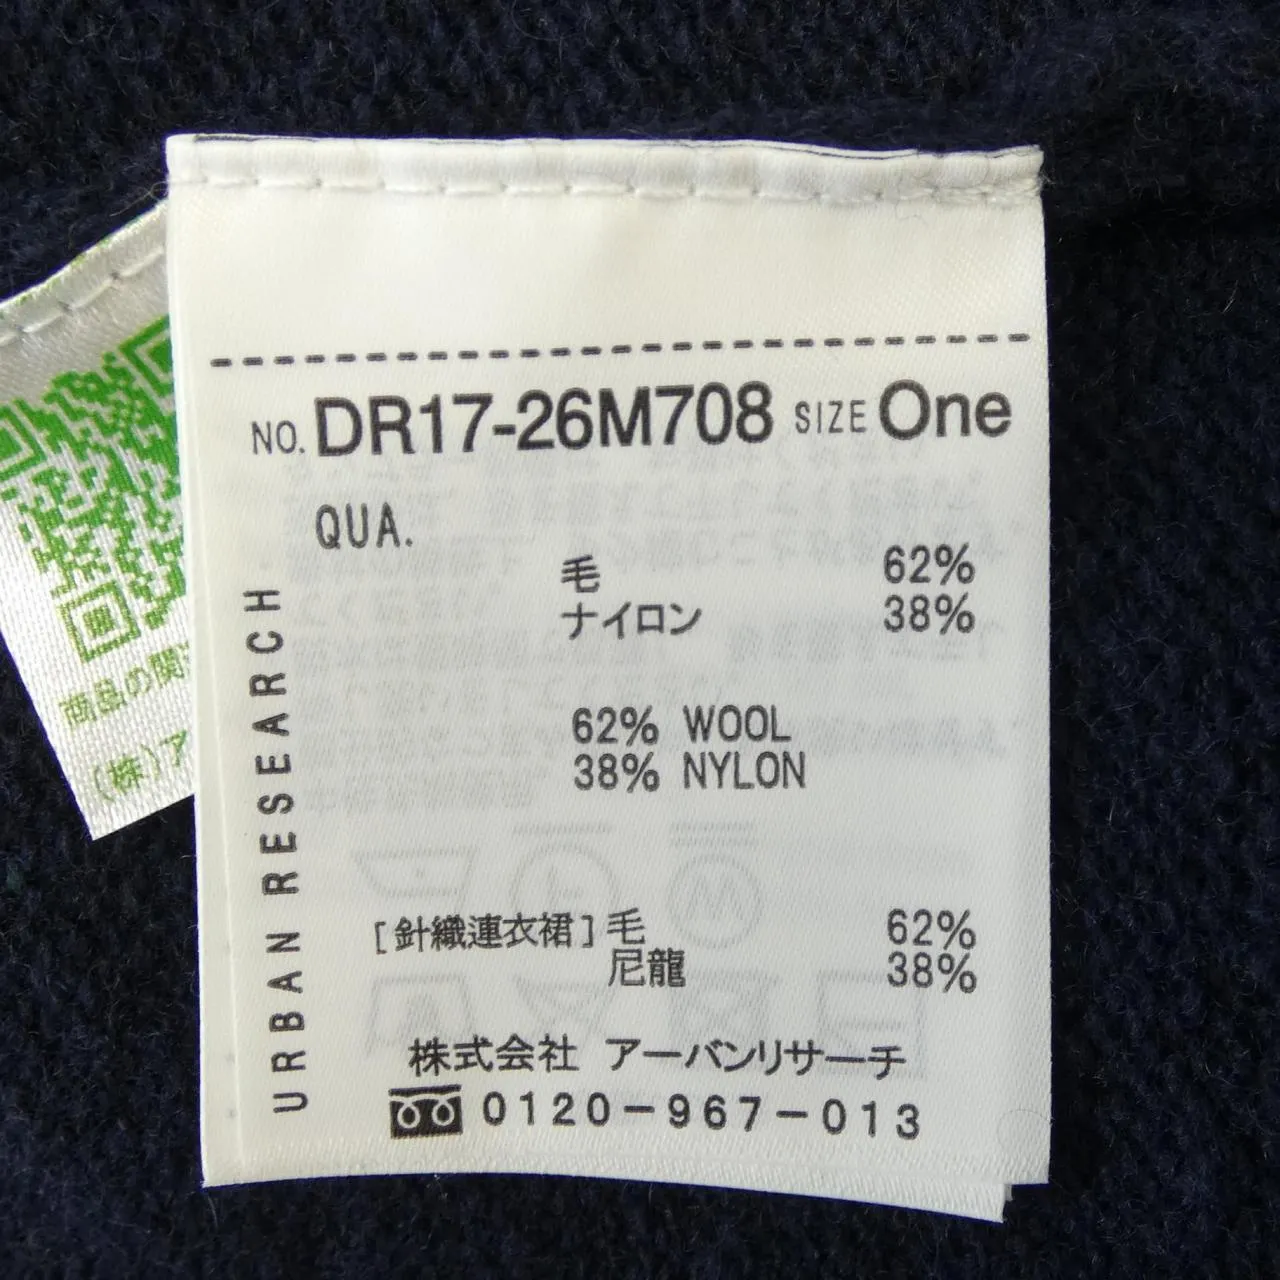 NO. DR17-26M708 SIZE One
QUA.
毛 62%
ナイロン 38%
62% WOOL
38% NYLON
[針織連衣裙] 毛 62%
尼龍 38%
株式会社 アーバンリサーチ
0120-967-013
URBAN RESEARCH
商品の関
(株)ア